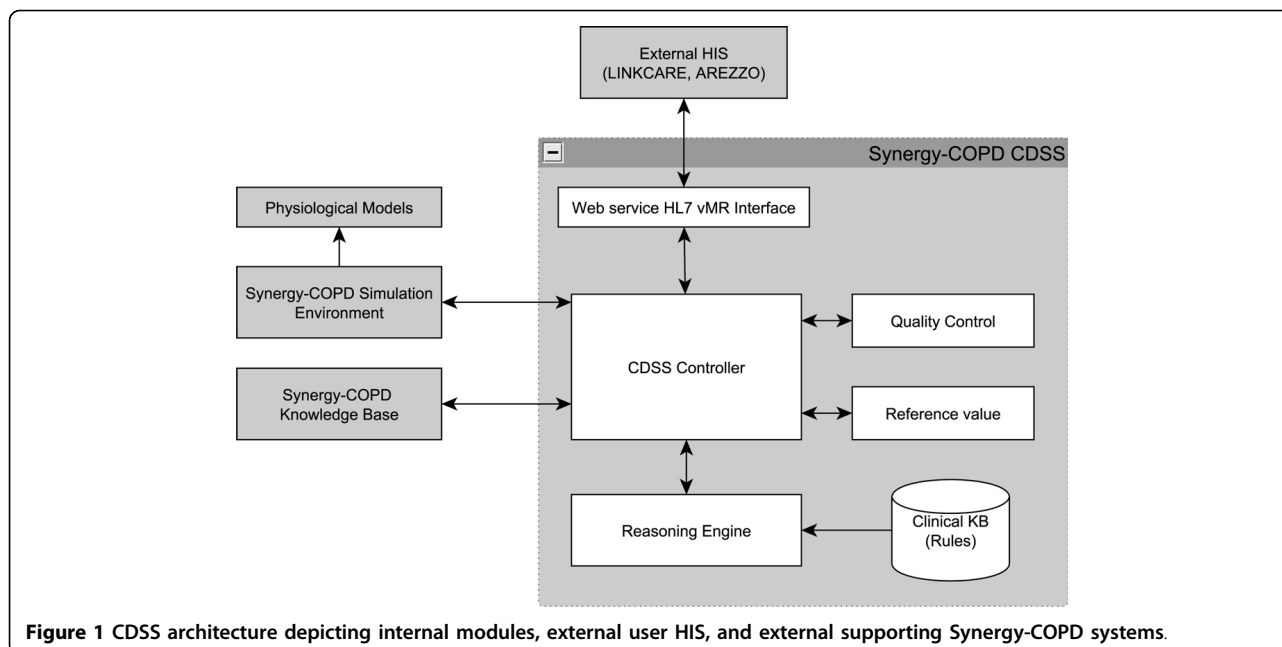 External HIS
(LINKCARE, AREZZO)
Synergy-COPD CDSS
Web service HL7 vMR Interface
Physiological Models
Synergy-COPD Simulation
Environment
Quality Control
CDSS Controller
Synergy-COPD
Knowledge Base
Reference value
Reasoning Engine
Clinical KB
(Rules)
Figure 1 CDSS architecture depicting internal modules, external user HIS, and external supporting Synergy-COPD systems.